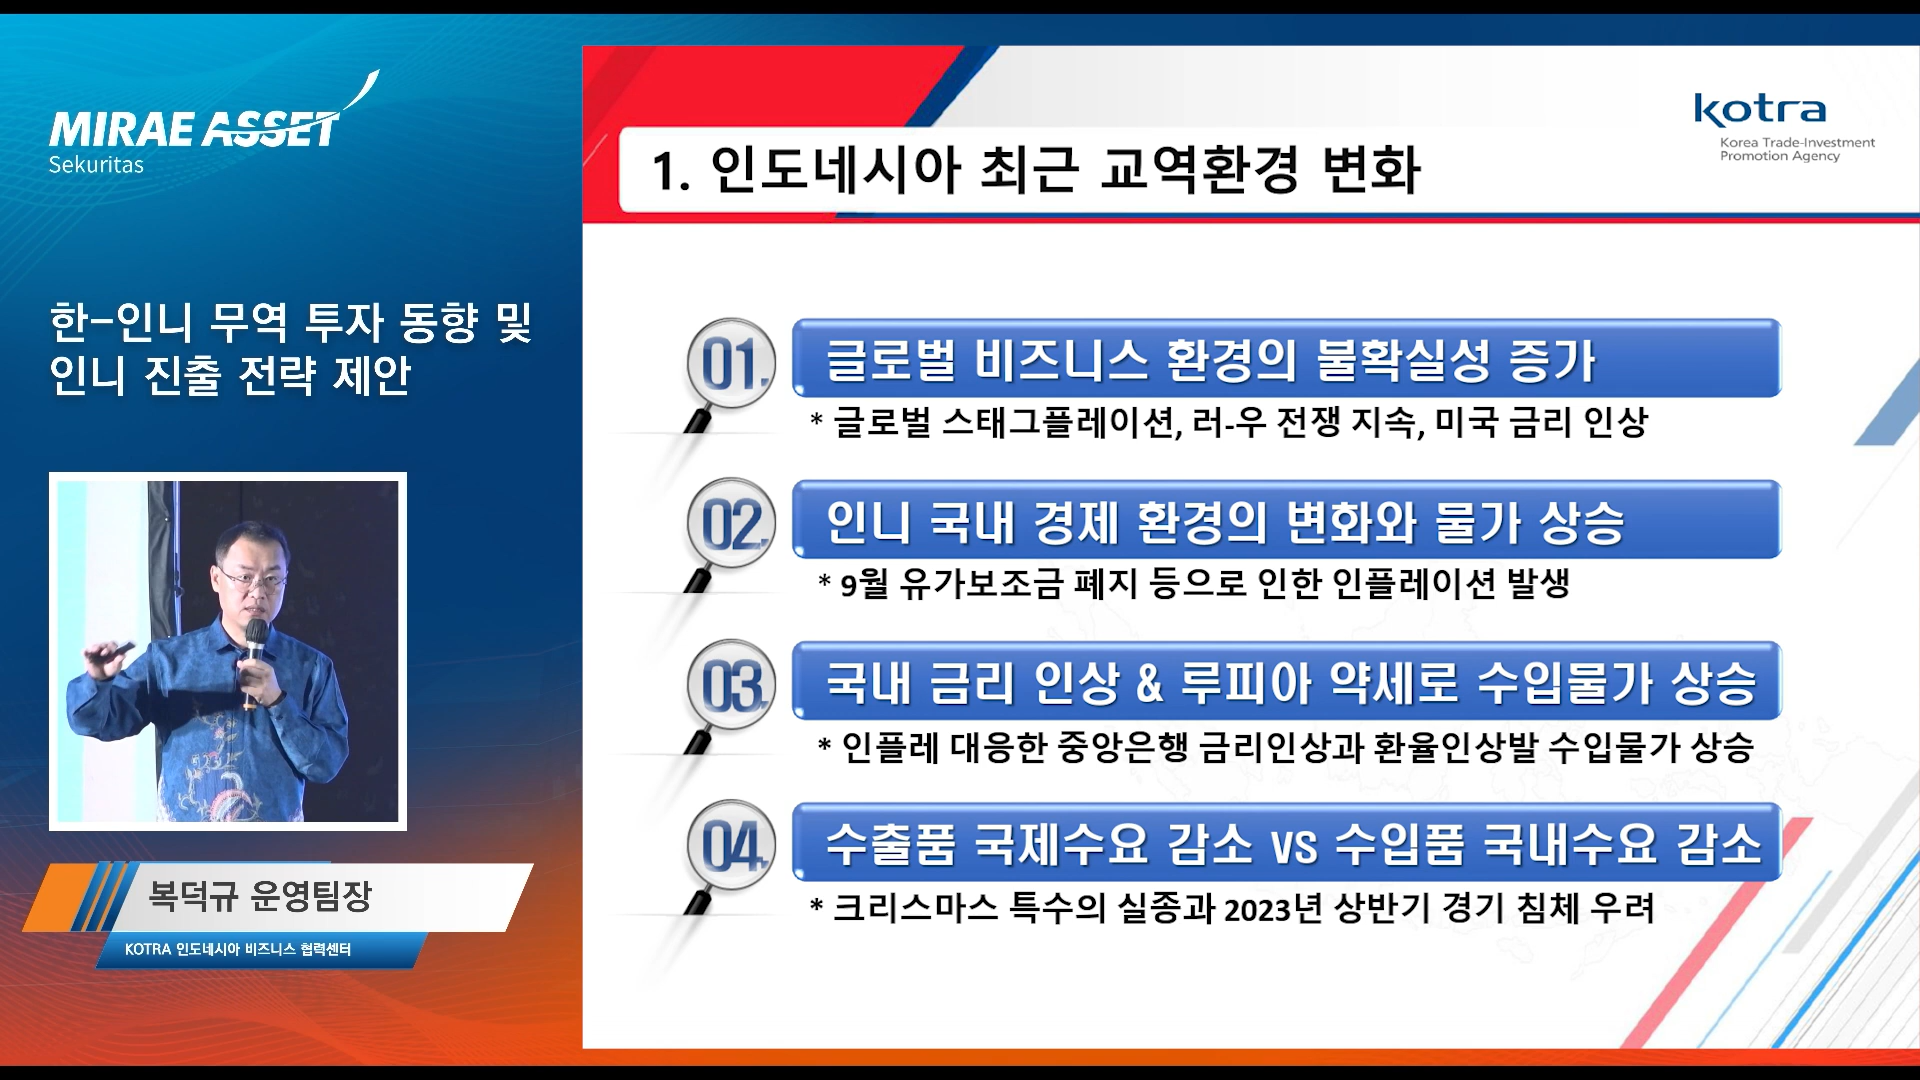 MIRAE ASSET
Sekuritas
한-인니 무역 투자 동향 및
인니 진출 전략 제안
복덕규 운영팀장
KOTRA 인도네시아 비즈니스 협력센터
kotra
Korea Trade-Investment
Promotion Agency
1. 인도네시아 최근 교역환경 변화
01. 글로벌 비즈니스 환경의 불확실성 증가
* 글로벌 스태그플레이션, 러-우 전쟁 지속, 미국 금리 인상
02. 인니 국내 경제 환경의 변화와 물가 상승
* 9월 유가보조금 폐지 등으로 인한 인플레이션 발생
03. 국내 금리 인상 & 루피아 약세로 수입물가 상승
* 인플레 대응한 중앙은행 금리인상과 환율인상발 수입물가 상승
04. 수출품 국제수요 감소 vs 수입품 국내수요 감소
* 크리스마스 특수의 실종과 2023년 상반기 경기 침체 우려